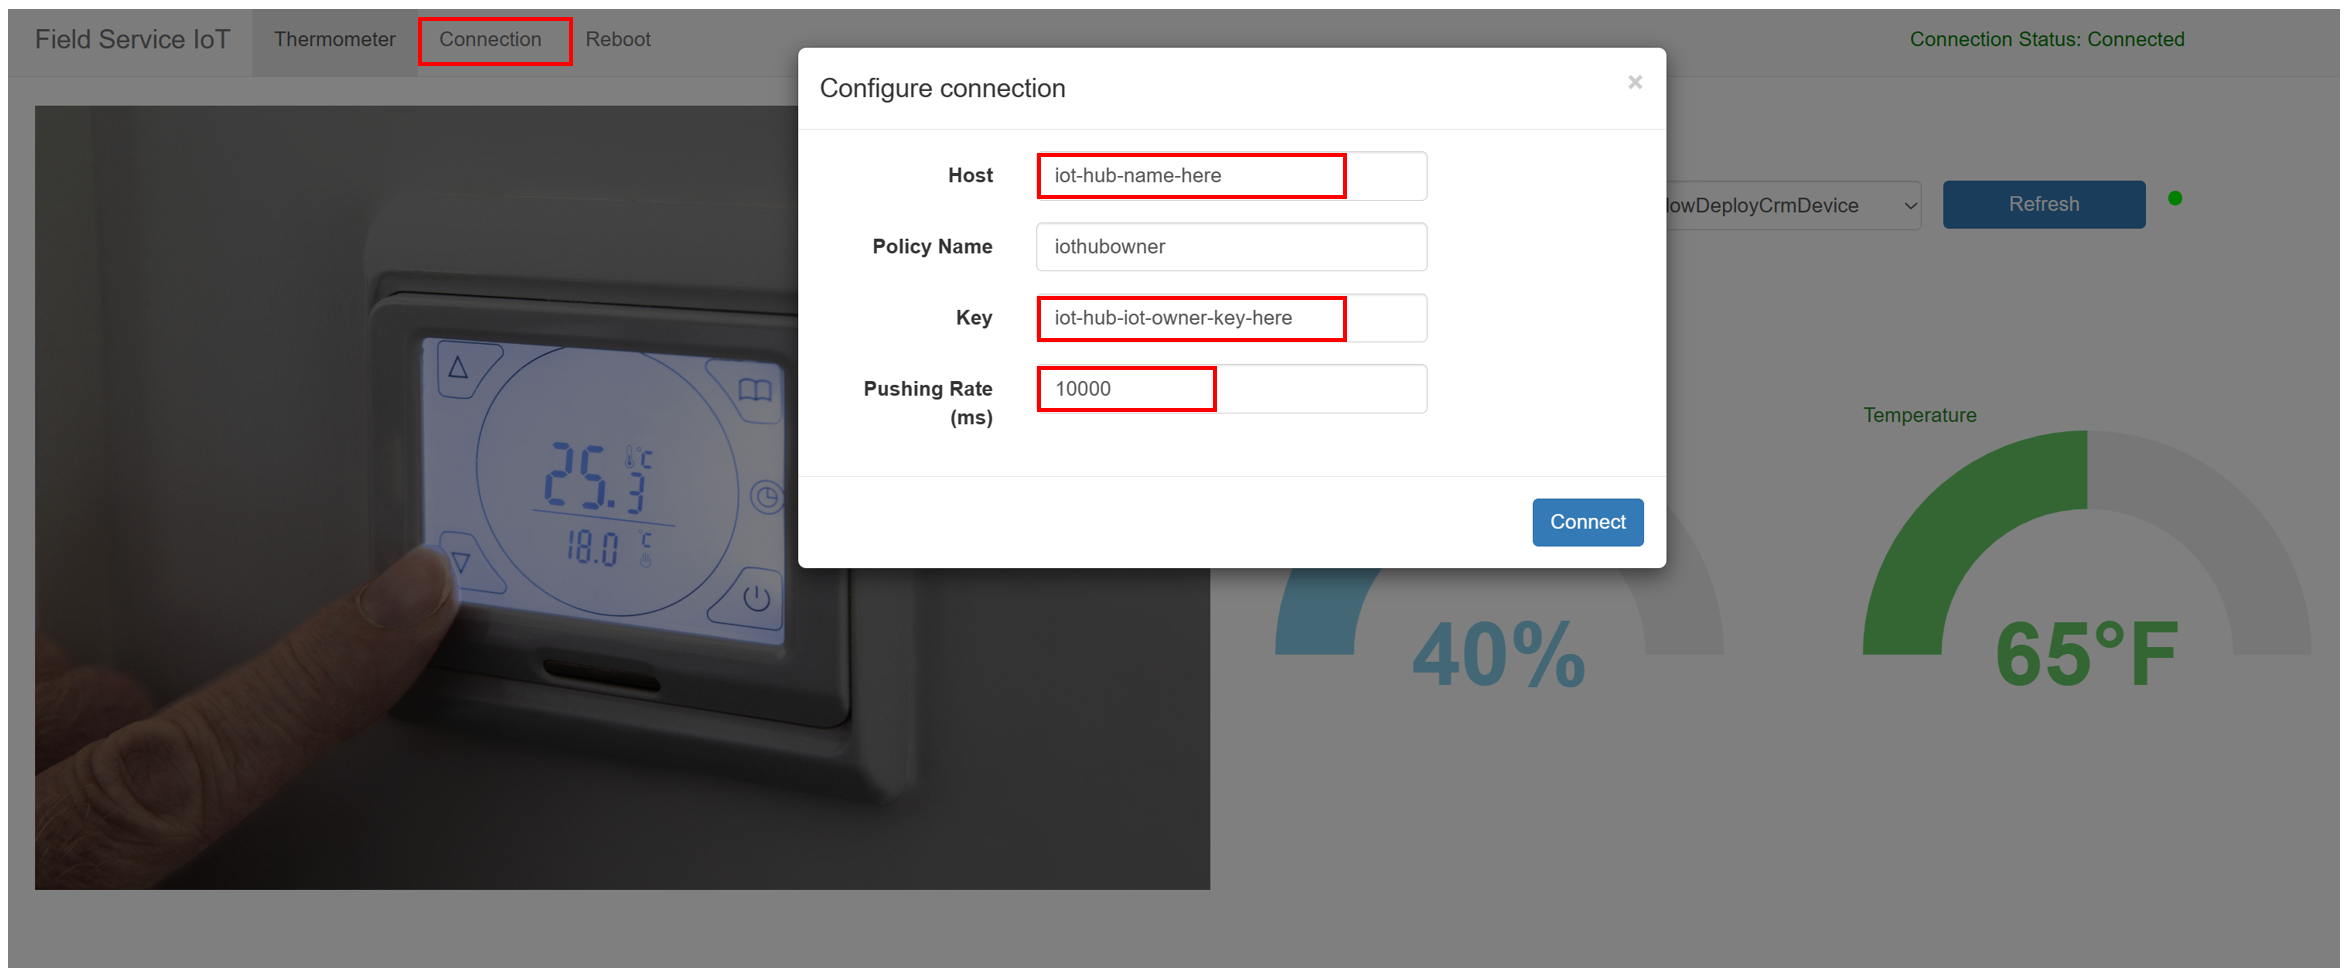 Field Service IoT Thermometer Connection Reboot Connection Status: Connected
Configure connection ×
Host iot-hub-name-here
Policy Name iothubowner
Key iot-hub-iot-owner-key-here
Pushing Rate (ms) 10000
Connect
Refresh
25.3 °C
18.0 °C
40%
Temperature
65°F